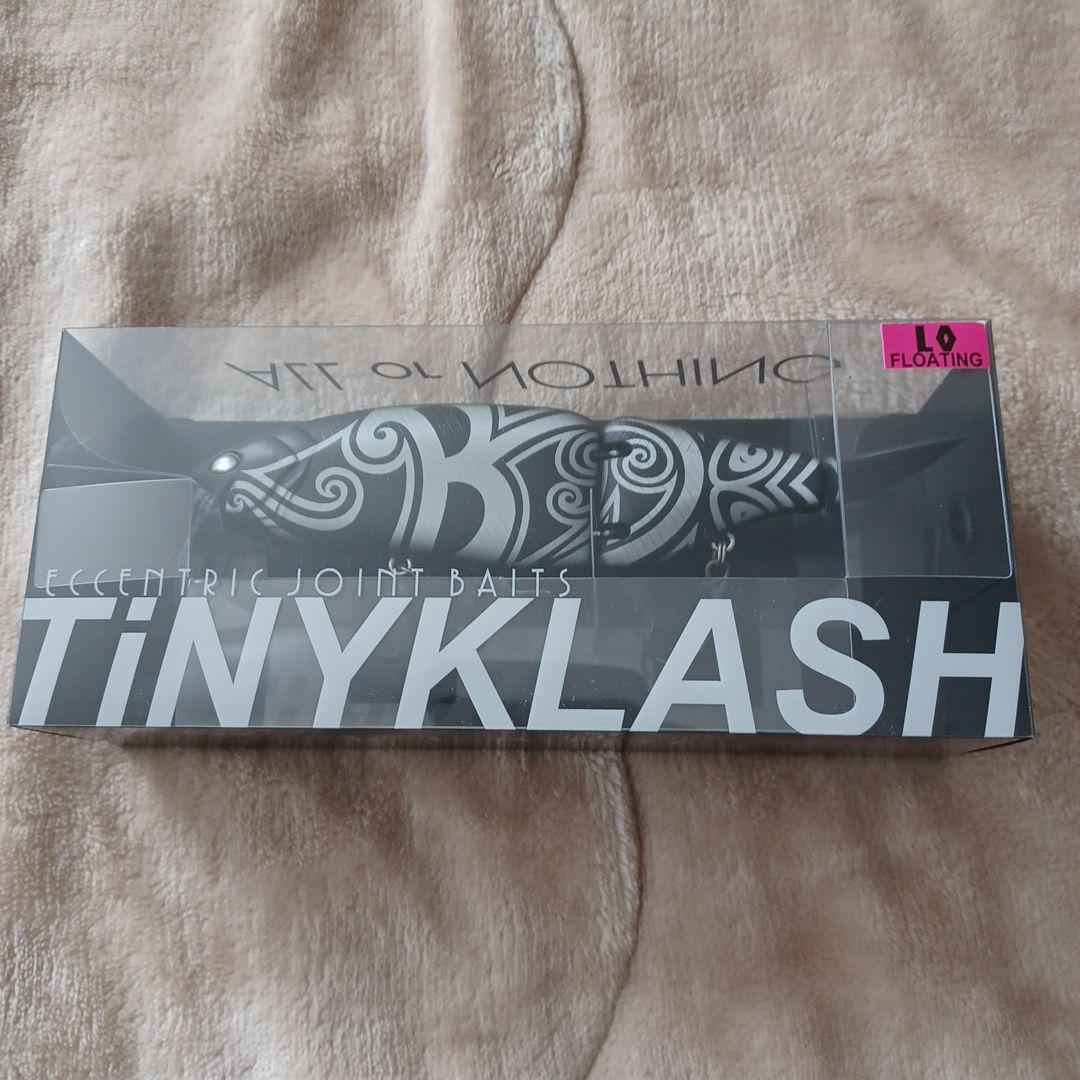 LO
FLOATING
ALL or NOTHING
K
ECCENTRIC JOINT BAITS
TiNYKLASH